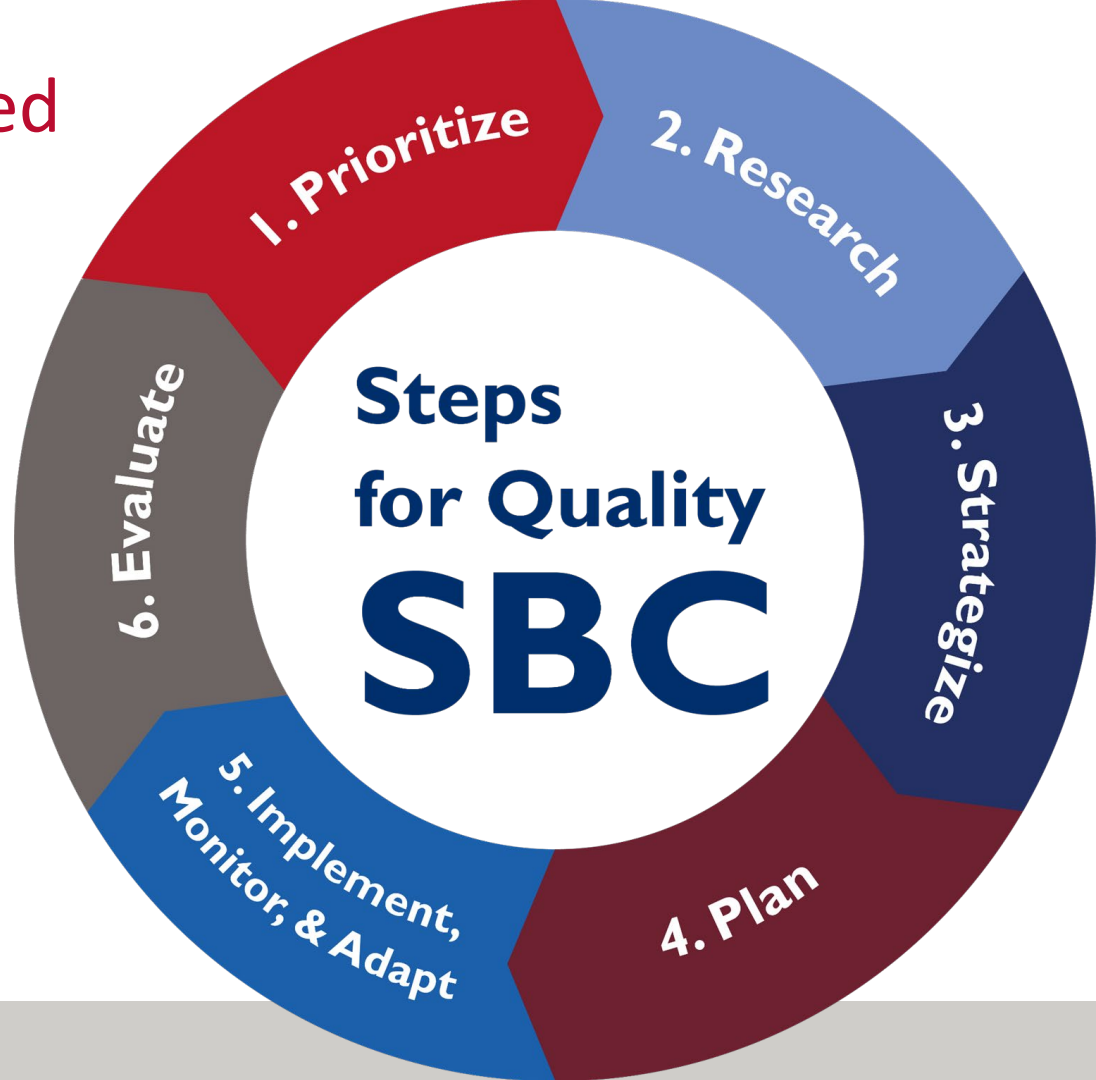 ed
1. Prioritize
2. Research
3. Strategize
4. Plan
5. Implement,
Monitor, & Adapt
6. Evaluate
Steps
for Quality
SBC